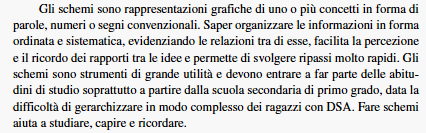 Gli schemi sono rappresentazioni grafiche di uno o più concetti in forma di
parole, numeri o segni convenzionali. Saper organizzare le informazioni in forma
ordinata e sistematica, evidenziando le relazioni tra di esse, facilita la percezione
e il ricordo dei rapporti tra le idee e permette di svolgere ripassi molto rapidi. Gli
schemi sono strumenti di grande utilità e devono entrare a far parte delle abitu-
dini di studio soprattutto a partire dalla scuola secondaria di primo grado, data la
difficoltà di gerarchizzare in modo complesso dei ragazzi con DSA. Fare schemi
aiuta a studiare, capire e ricordare.